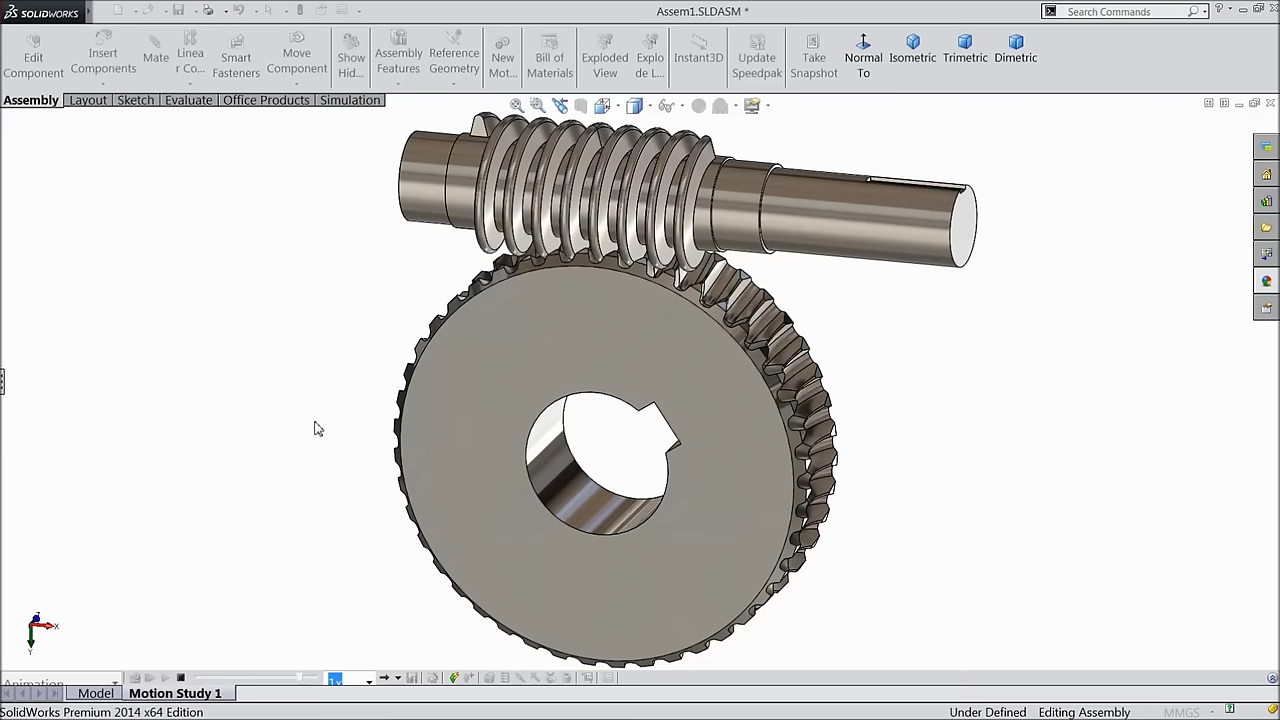 SOLIDWORKS
Assem1.SLDASM *
Search Commands
Edit Component
Insert Components
Mate
Linea r Co...
Smart Fasteners
Move Component
Show Hid...
Assembly Features
Reference Geometry
New Mot...
Bill of Materials
Exploded View
Explo de L...
Instant3D
Update Speedpak
Take Snapshot
Normal To
Isometric
Trimetric
Dimetric
Assembly Layout Sketch Evaluate Office Products Simulation
X
Y
Z
Animation
Model Motion Study 1
SolidWorks Premium 2014 x64 Edition
Under Defined Editing Assembly MMGS